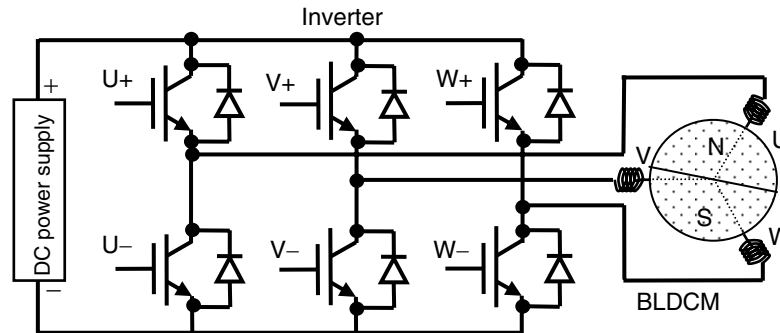 Inverter
+
U+
V+
W+
DC power supply
U
V
N
S
W
U−
V−
W−
−
BLDCM